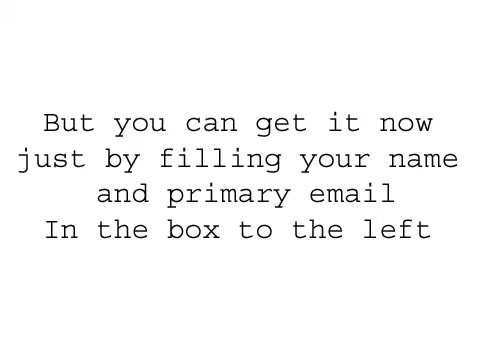 But you can get it now
just by filling your name
and primary email
In the box to the left